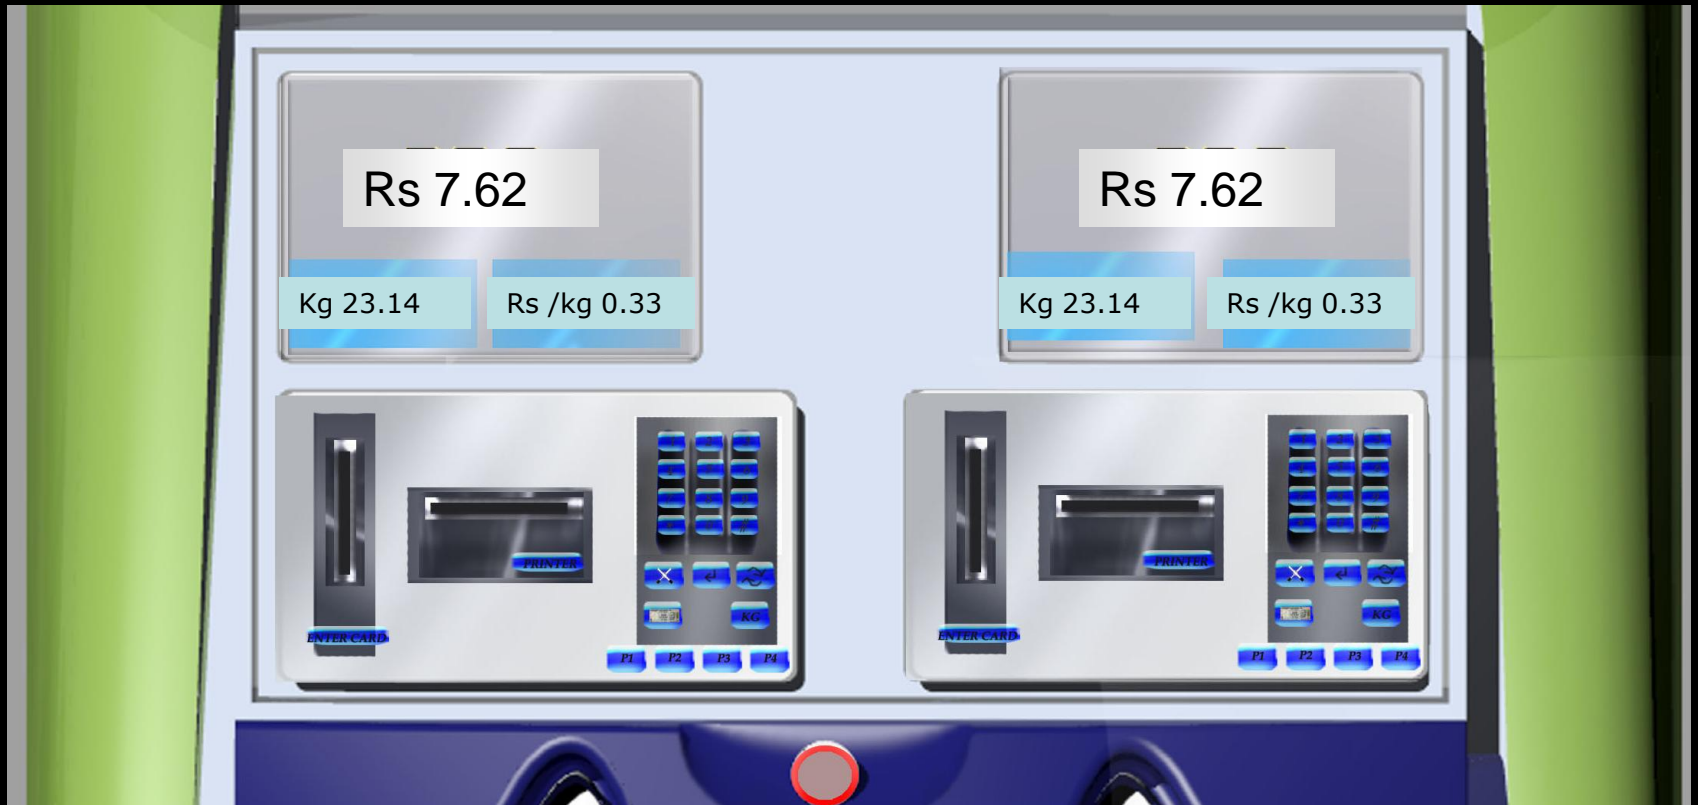 Rs 7.62
Rs 7.62
Kg 23.14
Rs /kg 0.33
Kg 23.14
Rs /kg 0.33
PRINTER
KG
ENTER CARD
P1 P2 P3 P4
PRINTER
KG
ENTER CARD
P1 P2 P3 P4